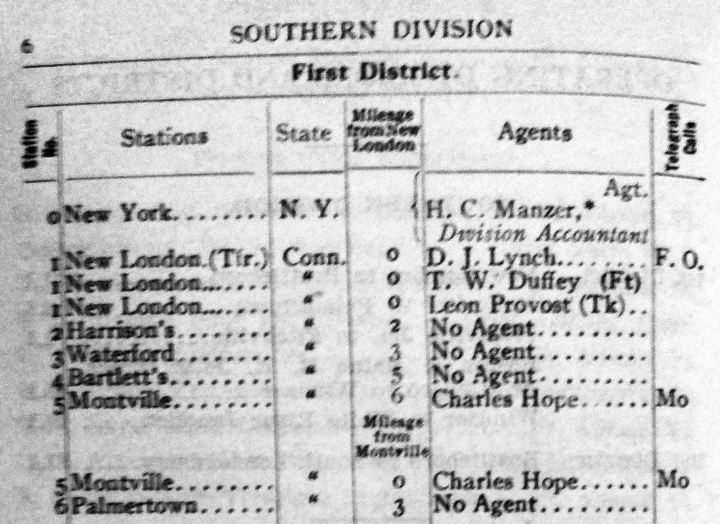 6
SOUTHERN DIVISION
First District.
Station No. Stations State Mileage from New London Agents Telegraph Calls
Agt.
0 New York........ N. Y. H. C. Manzer,*
Division Accountant
1 New London.(Tfr.) Conn. 0 D. J. Lynch........ F. O.
1 New London....... " 0 T. W. Duffey (Ft)
1 New London....... " 0 Leon Provost (Tk)..
2 Harrison's........ " 2 No Agent..........
3 Waterford........ " 3 No Agent..........
4 Bartlett's......... " 5 No Agent..........
5 Montville........ " 6 Charles Hope...... Mo
Mileage
from
Montville
5 Montville........ " 0 Charles Hope...... Mo
6 Palmertown....... " 3 No Agent..........